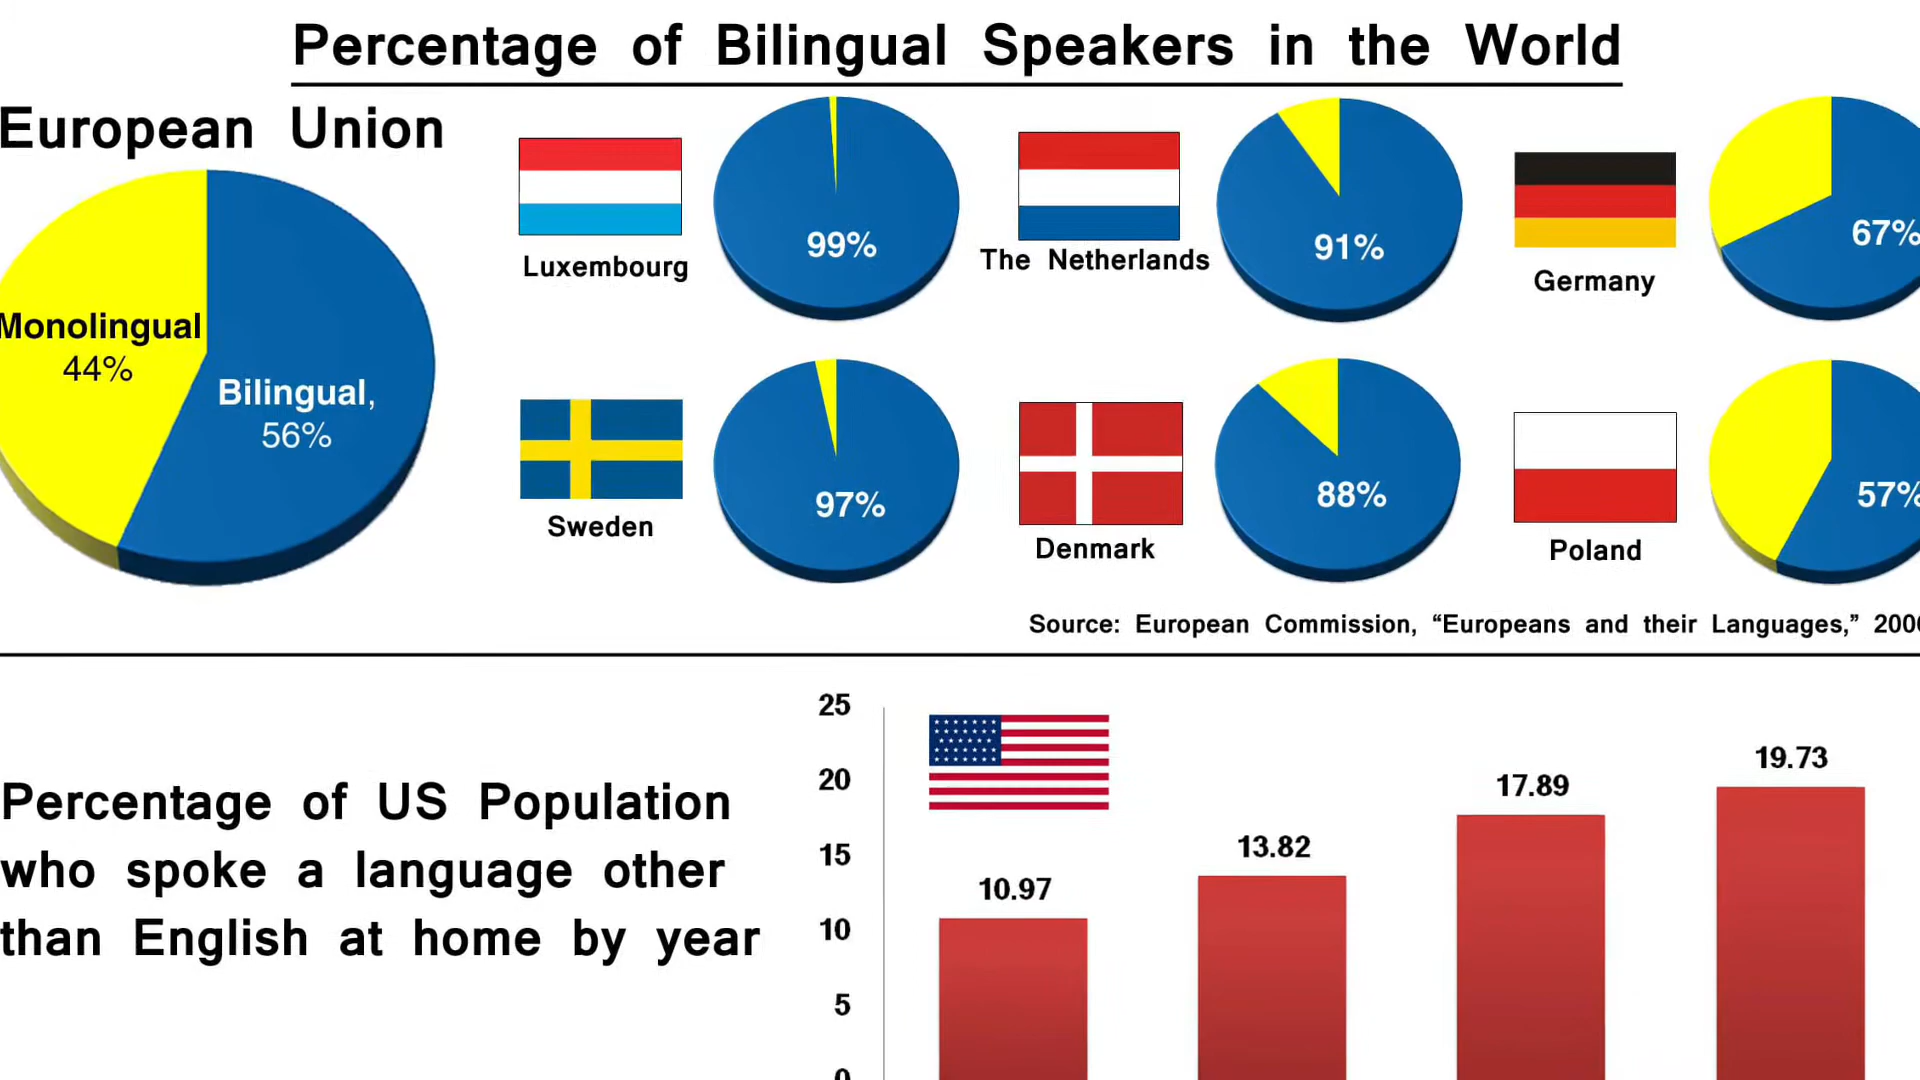 Percentage of Bilingual Speakers in the World
European Union
Monolingual
44%
Bilingual,
56%
Luxembourg
99%
The Netherlands
91%
Germany
67%
Sweden
97%
Denmark
88%
Poland
57%
Source: European Commission, “Europeans and their Languages,”
Percentage of US Population
who spoke a language other
than English at home by year
25
20
15
10
5
0
10.97
13.82
17.89
19.73